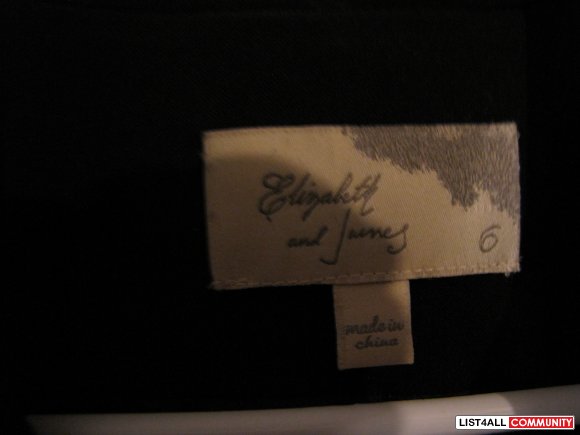 Elizabeth
and James
6
made in
china
LIST4ALL COMMUNITY